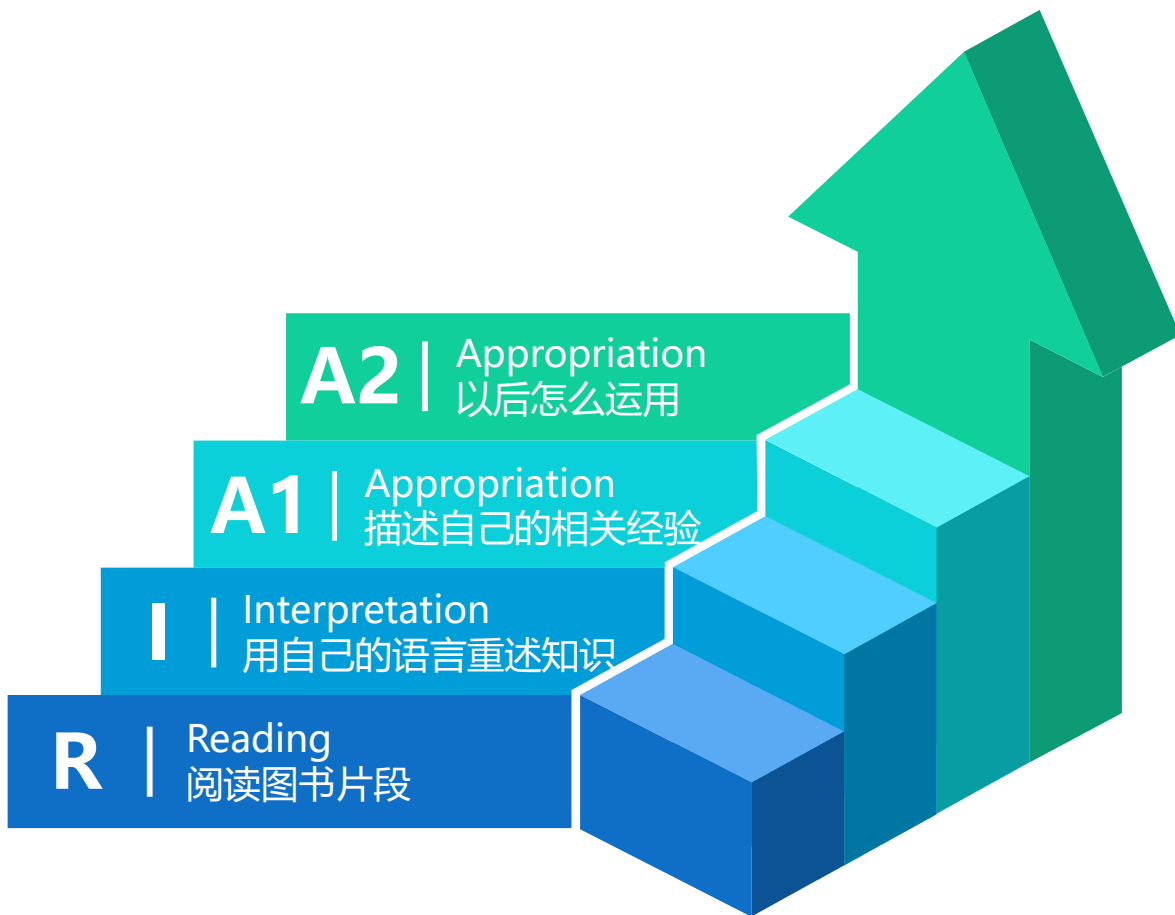 A2
Appropriation
以后怎么运用
A1
Appropriation
描述自己的相关经验
I
Interpretation
用自己的语言重述知识
R
Reading
阅读图书片段